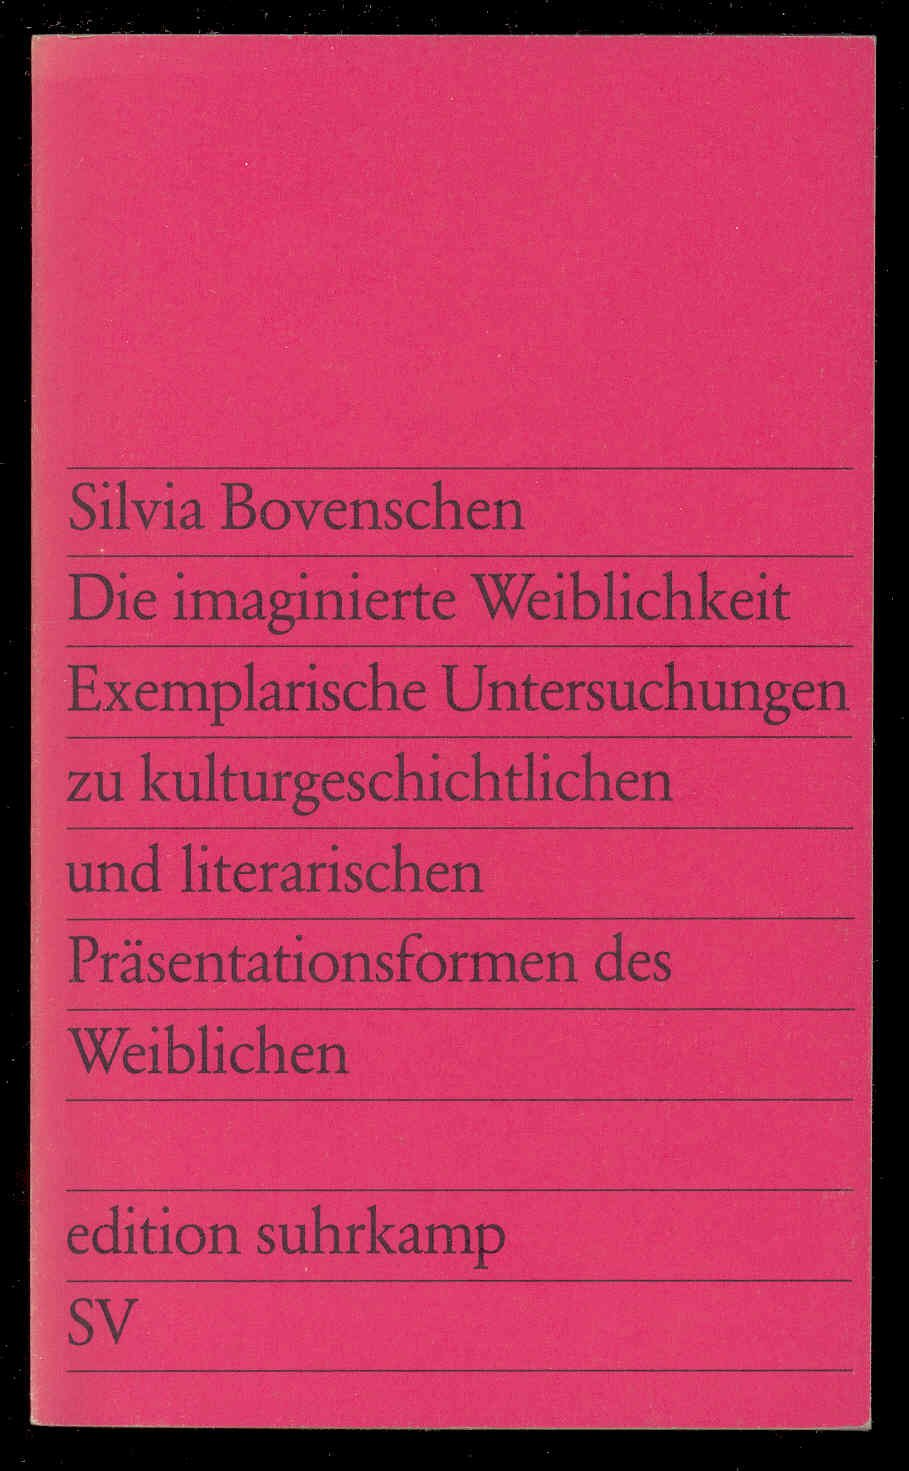 Silvia Bovenschen
Die imaginierte Weiblichkeit
Exemplarische Untersuchungen
zu kulturgeschichtlichen
und literarischen
Präsentationsformen des
Weiblichen
edition suhrkamp
SV